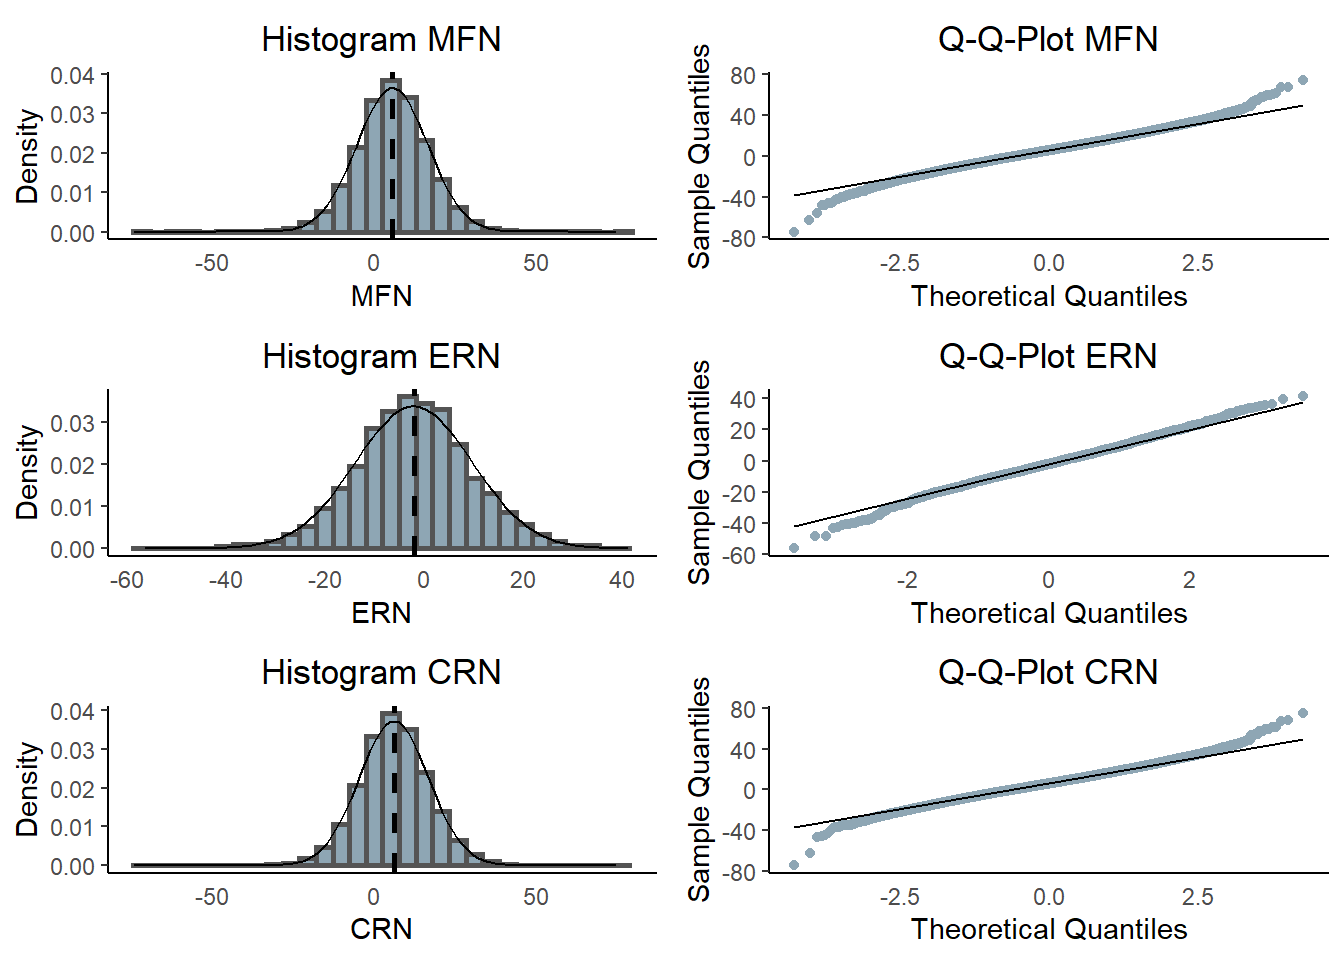 Histogram MFN
Density
0.04
0.03
0.02
0.01
0.00
-50 0 50
MFN
Q-Q-Plot MFN
Sample Quantiles
80
40
0
-40
-80
-2.5 0.0 2.5
Theoretical Quantiles
Histogram ERN
Density
0.03
0.02
0.01
0.00
-60 -40 -20 0 20 40
ERN
Q-Q-Plot ERN
Sample Quantiles
40
20
0
-20
-40
-60
-2 0 2
Theoretical Quantiles
Histogram CRN
Density
0.04
0.03
0.02
0.01
0.00
-50 0 50
CRN
Q-Q-Plot CRN
Sample Quantiles
80
40
0
-40
-80
-2.5 0.0 2.5
Theoretical Quantiles